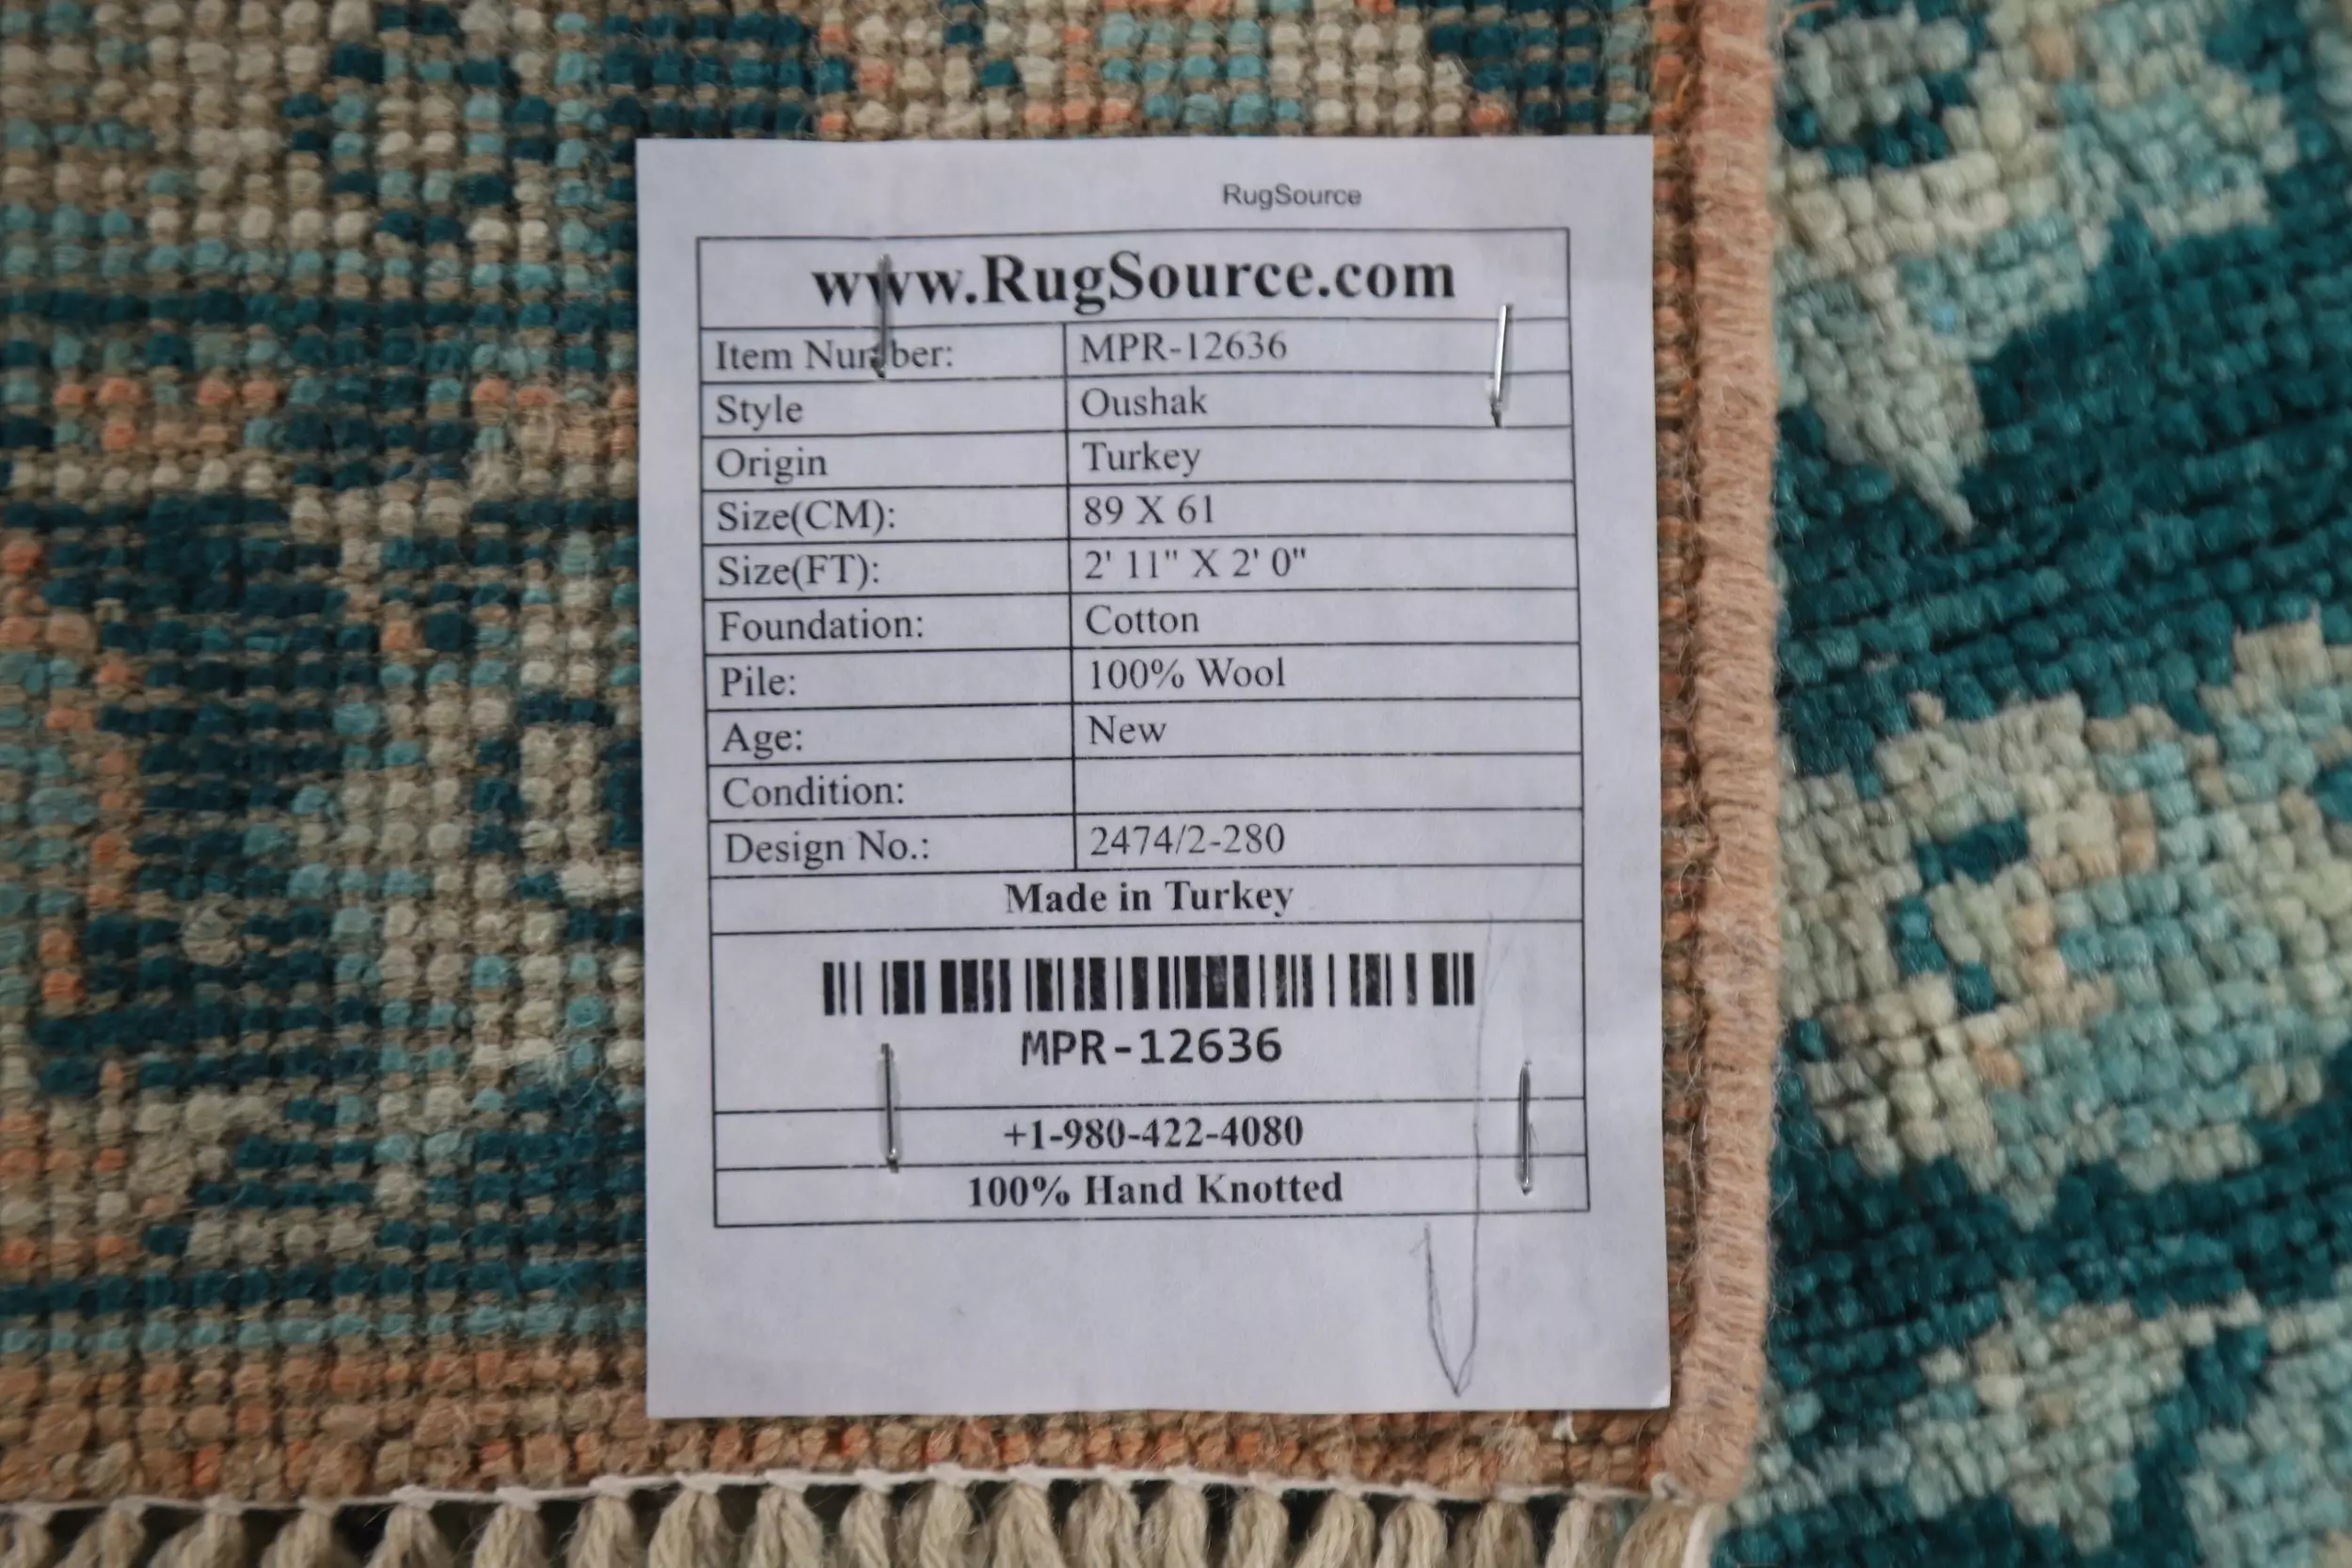 RugSource
www.RugSource.com
Item Number: MPR-12636
Style Oushak
Origin Turkey
Size(CM): 89 X 61
Size(FT): 2' 11" X 2' 0"
Foundation: Cotton
Pile: 100% Wool
Age: New
Condition:
Design No.: 2474/2-280
Made in Turkey
MPR-12636
+1-980-422-4080
100% Hand Knotted